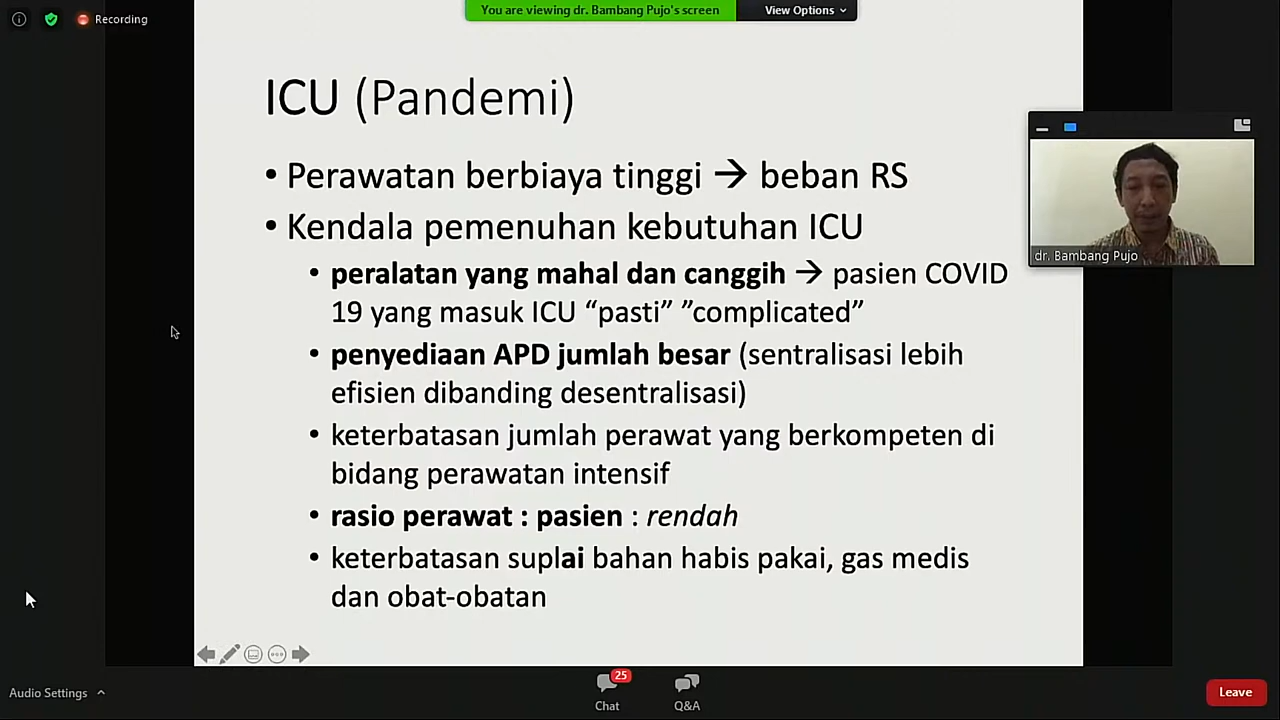 Recording
You are viewing dr. Bambang Pujo's screen
View Options
ICU (Pandemi)
• Perawatan berbiaya tinggi → beban RS
• Kendala pemenuhan kebutuhan ICU
• peralatan yang mahal dan canggih → pasien COVID
19 yang masuk ICU “pasti” ”complicated”
• penyediaan APD jumlah besar (sentralisasi lebih
efisien dibanding desentralisasi)
• keterbatasan jumlah perawat yang berkompeten di
bidang perawatan intensif
• rasio perawat : pasien : rendah
• keterbatasan suplai bahan habis pakai, gas medis
dan obat-obatan
dr. Bambang Pujo
Audio Settings
25
Chat
Q&A
Leave